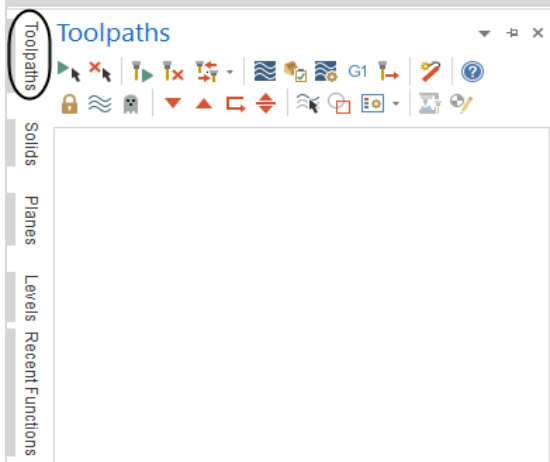 Toolpaths
Toolpaths
G1
Solids
Planes
Levels
Recent Functions